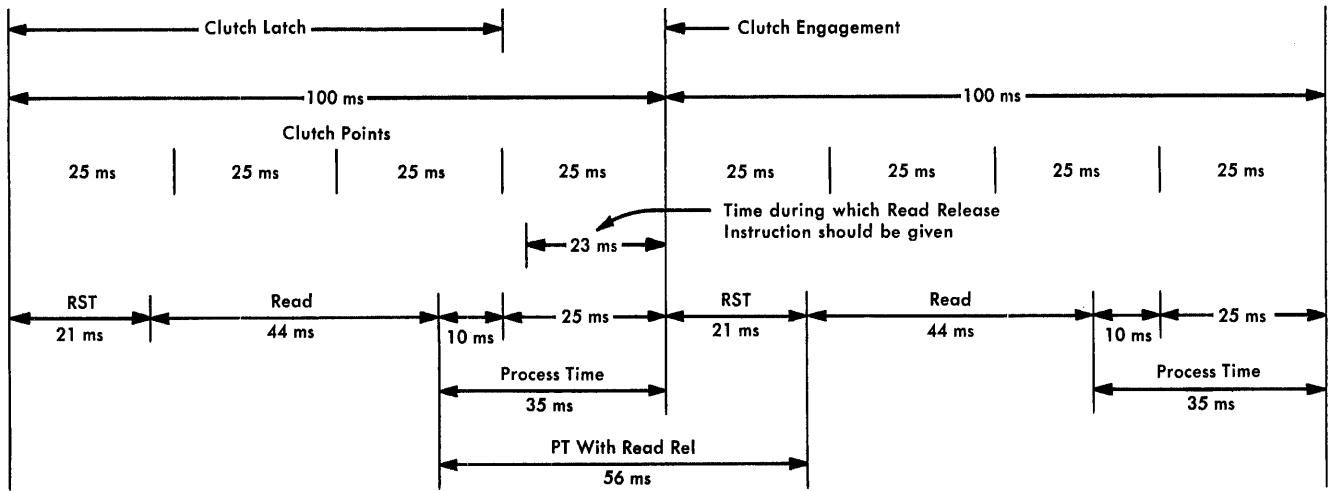 Clutch Latch
Clutch Engagement
100 ms
100 ms
Clutch Points
25 ms
25 ms
25 ms
25 ms
25 ms
25 ms
25 ms
25 ms
Time during which Read Release
Instruction should be given
23 ms
RST
21 ms
Read
44 ms
10 ms
25 ms
RST
21 ms
Read
44 ms
10 ms
25 ms
Process Time
35 ms
Process Time
35 ms
PT With Read Rel
56 ms